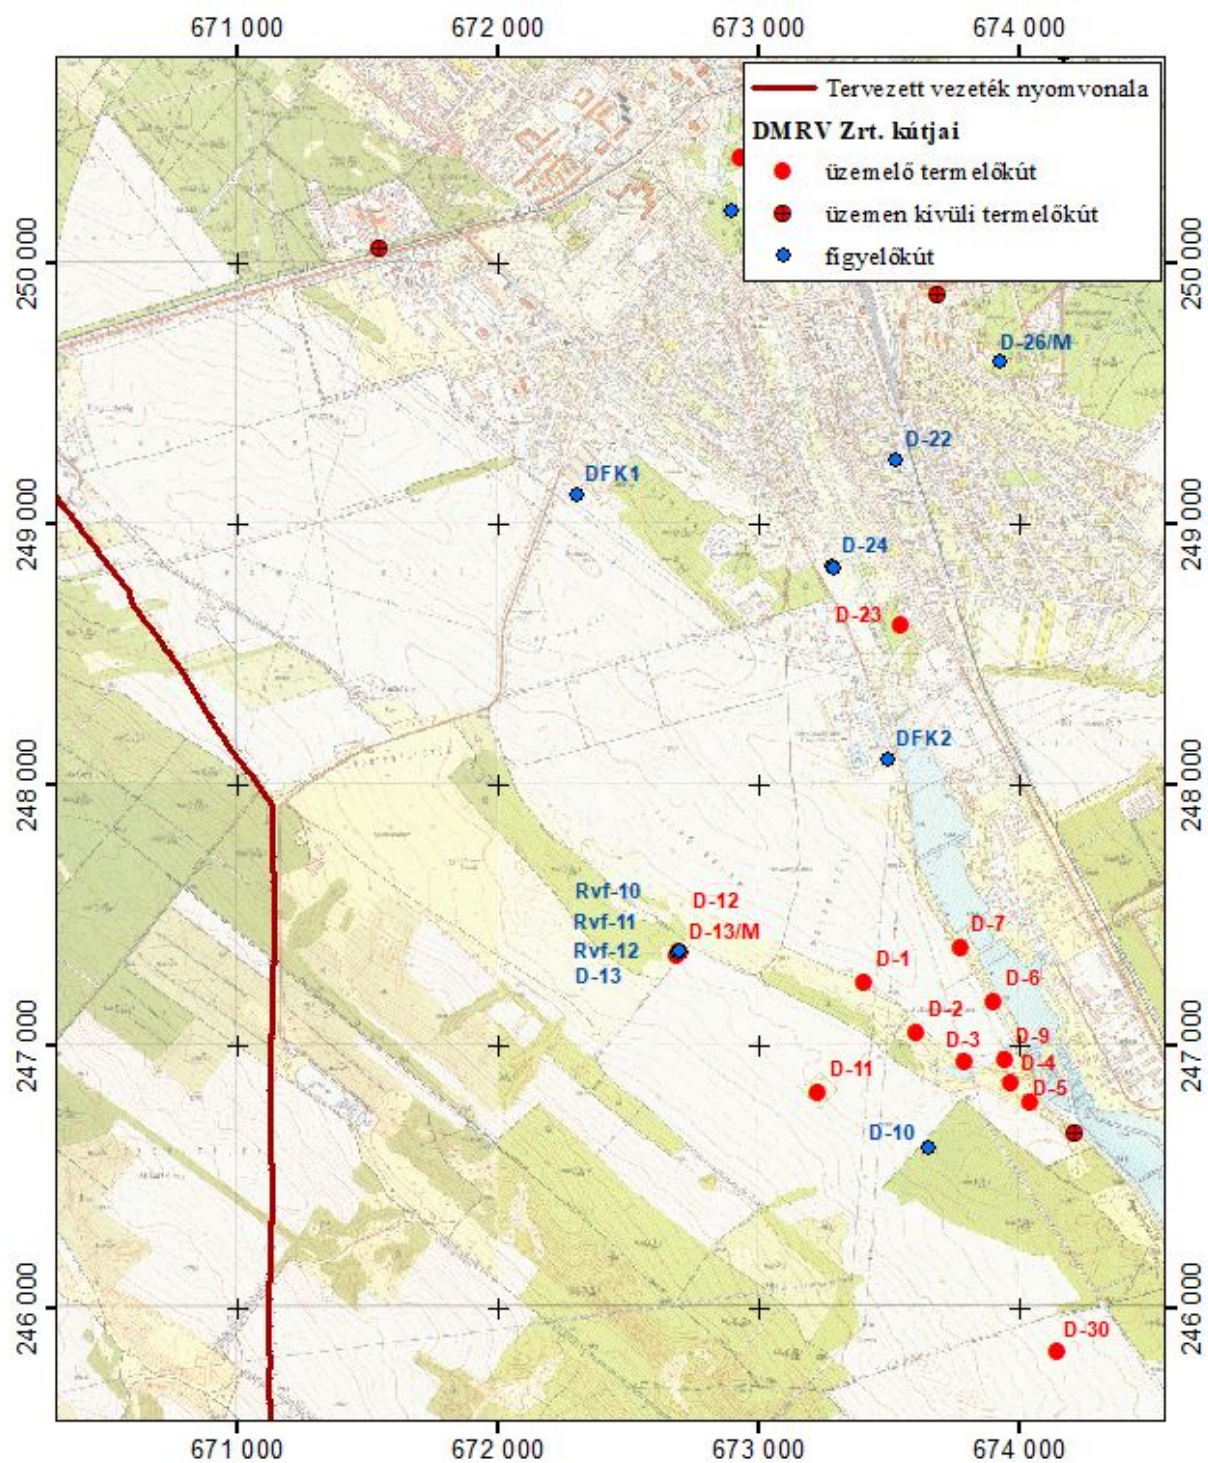 671 000 672 000 673 000 674 000
Tervezett vezeték nyomvonala
DMRV Zrt. kútjai
üzemelő termelőkút
üzemen kívüli termelőkút
figyelőkút
250 000 250 000
D-26/M
D-22
DFK1
249 000 249 000
D-24
D-23
DFK2
248 000 248 000
Rvf-10
D-12
Rvf-11
D-13/M
Rvf-12
D-13
D-7
D-1
D-6
D-2
D-9
D-3
D-4
247 000 247 000
D-11
D-5
D-10
246 000 246 000
D-30
671 000 672 000 673 000 674 000